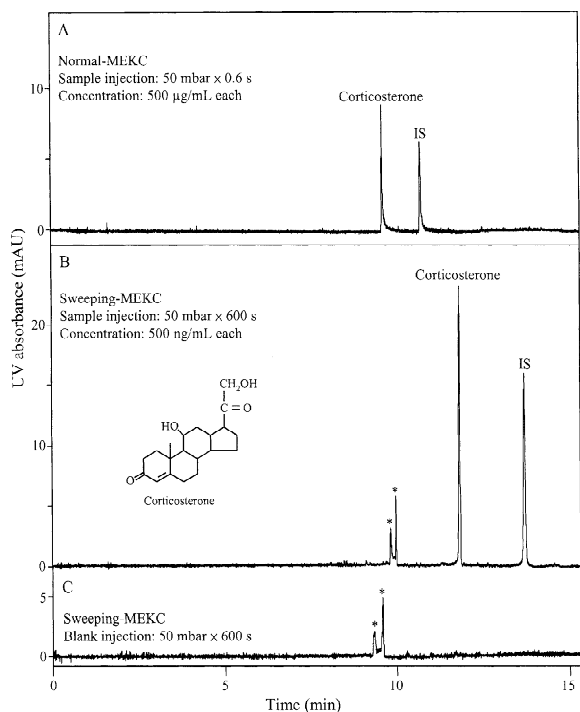 A
Normal-MEKC
Sample injection: 50 mbar x 0.6 s
Concentration: 500 µg/mL each
10
Corticosterone
IS
0
UV absorbance (mAU)
B
Sweeping-MEKC
Sample injection: 50 mbar x 600 s
Concentration: 500 ng/mL each
Corticosterone
IS
20
CH2OH
C=O
HO
O
Corticosterone
10
*
*
0
C
Sweeping-MEKC
Blank injection: 50 mbar x 600 s
5
*
*
0
0
5
10
15
Time (min)